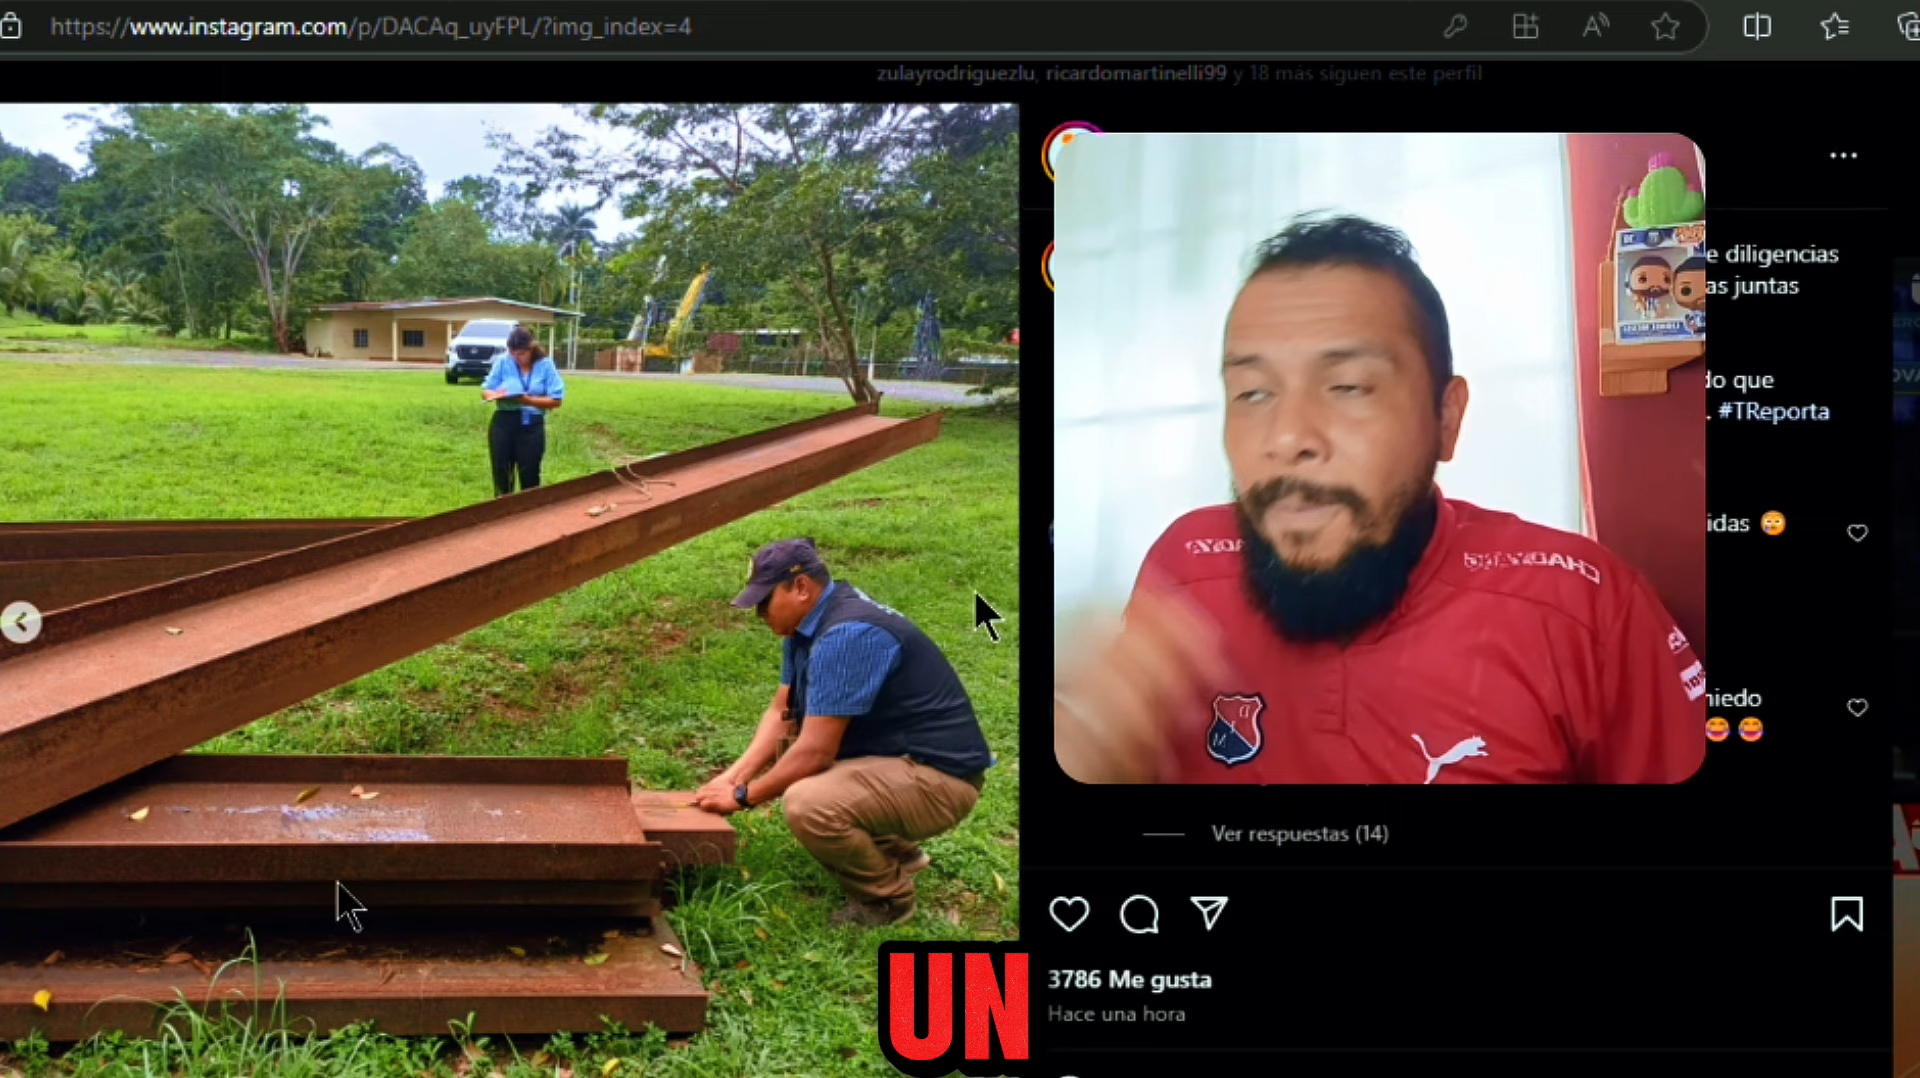 https://www.instagram.com/p/DACAq_uyFPL/?img_index=4
zulayrodriguezlu, ricardomartinelli99 y 18 más siguen este perfil
e diligencias
as juntas
do que
. #TReporta
idas
niedo
Ver respuestas (14)
3786 Me gusta
Hace una hora
UN